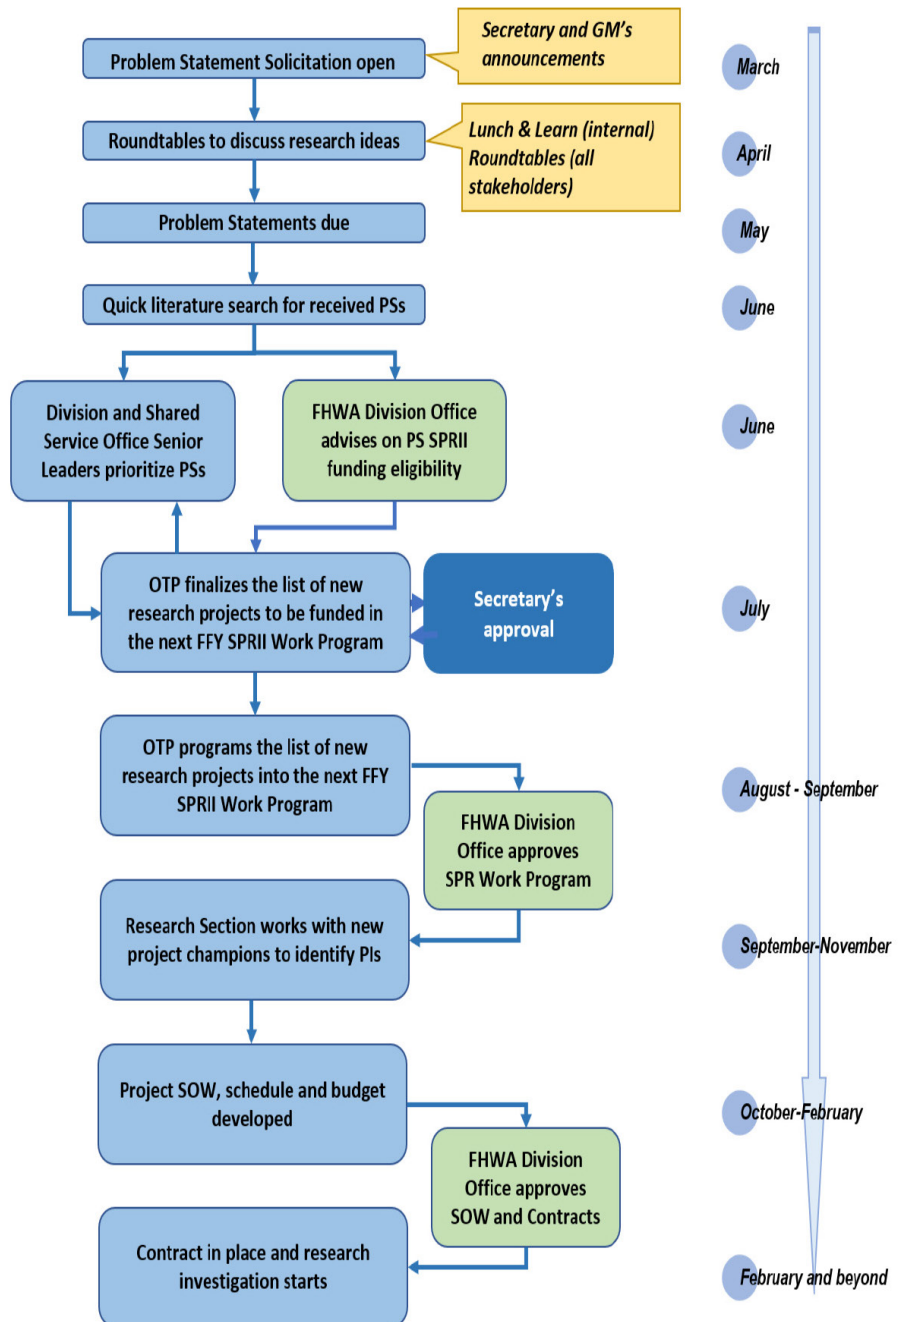 Secretary and GM's
announcements
Problem Statement Solicitation open
March
Lunch & Learn (internal)
Roundtables (all
stakeholders)
Roundtables to discuss research ideas
April
Problem Statements due
May
Quick literature search for received PSs
June
Division and Shared
Service Office Senior
Leaders prioritize PSs
FHWA Division Office
advises on PS SPRII
funding eligibility
June
OTP finalizes the list of new
research projects to be funded in
the next FFY SPRII Work Program
Secretary's
approval
July
OTP programs the list of new
research projects into the next FFY
SPRII Work Program
August - September
FHWA Division
Office approves
SPR Work Program
Research Section works with new
project champions to identify PIs
September-November
Project SOW, schedule and budget
developed
October-February
FHWA Division
Office approves
SOW and Contracts
Contract in place and research
investigation starts
February and beyond